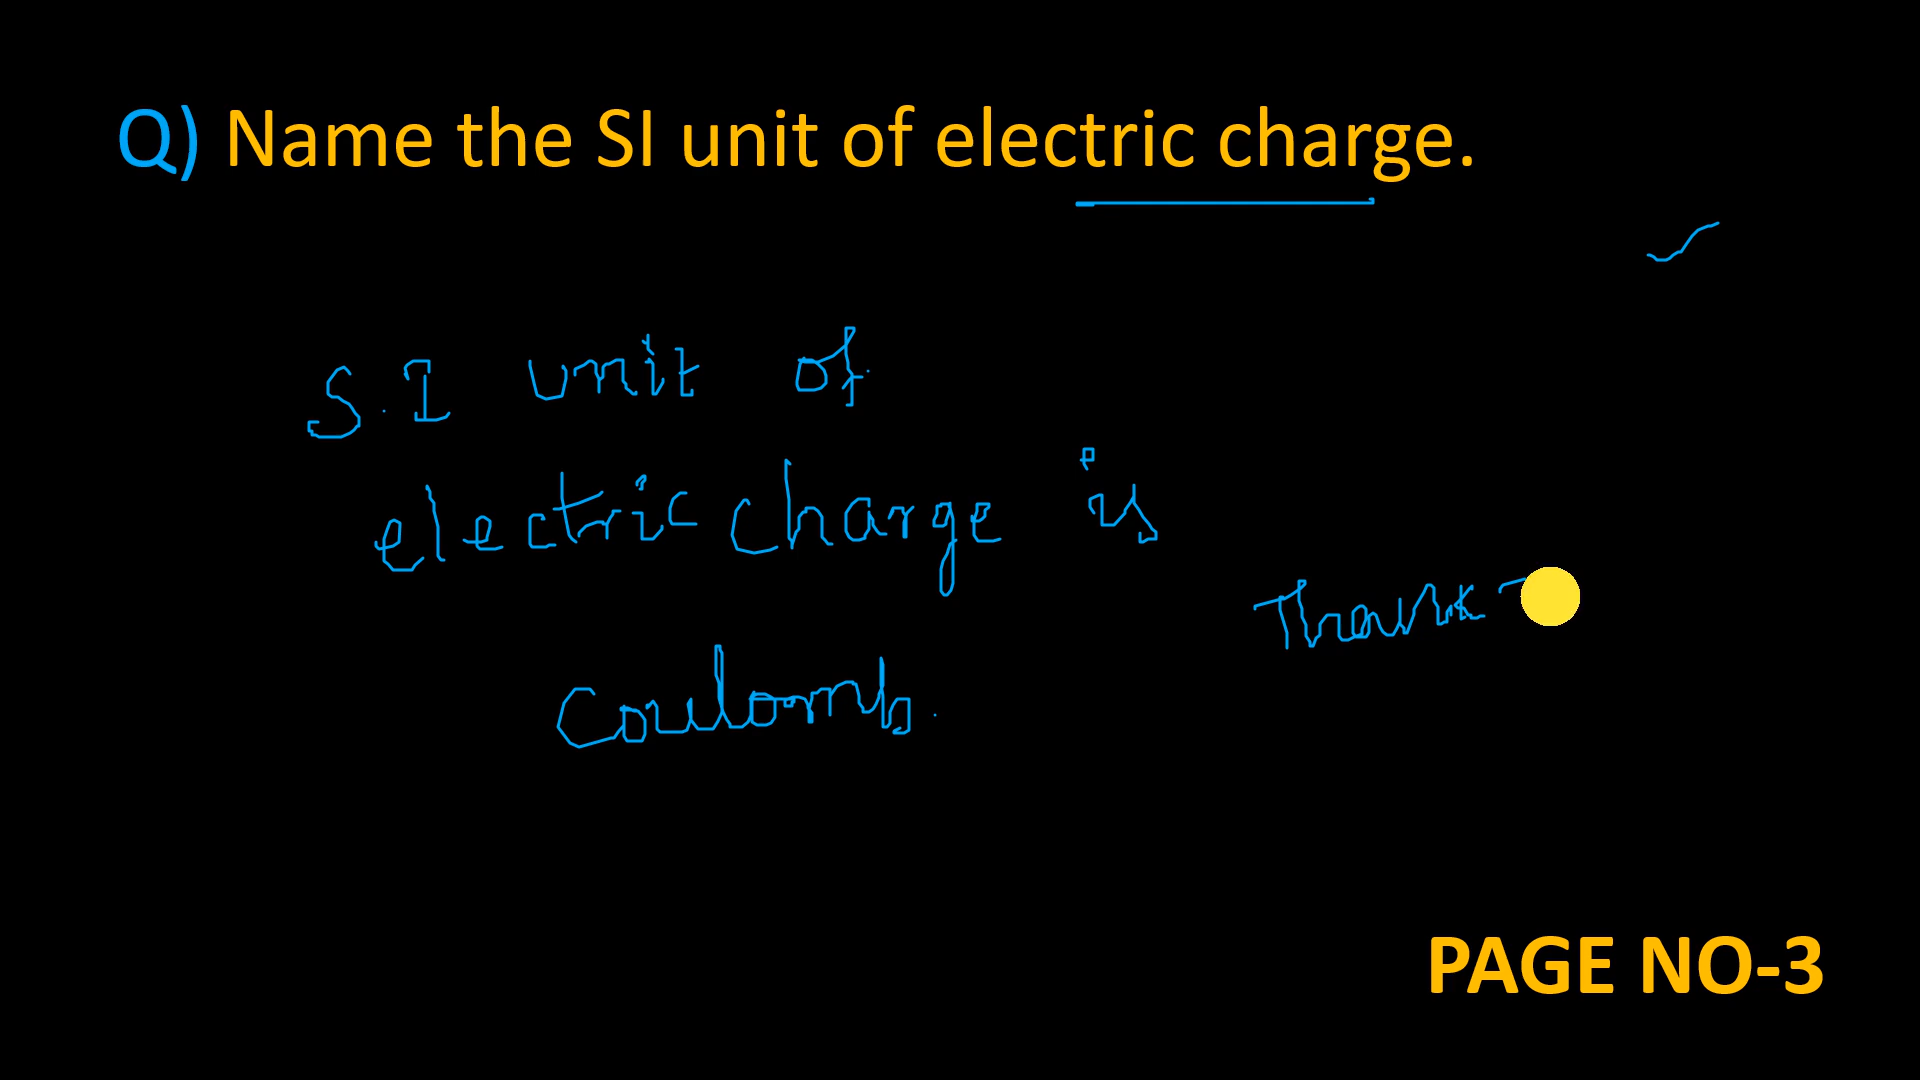 Q) Name the SI unit of electric charge.
S.I unit of
electric charge is
Thank
Coulomb.
PAGE NO-3